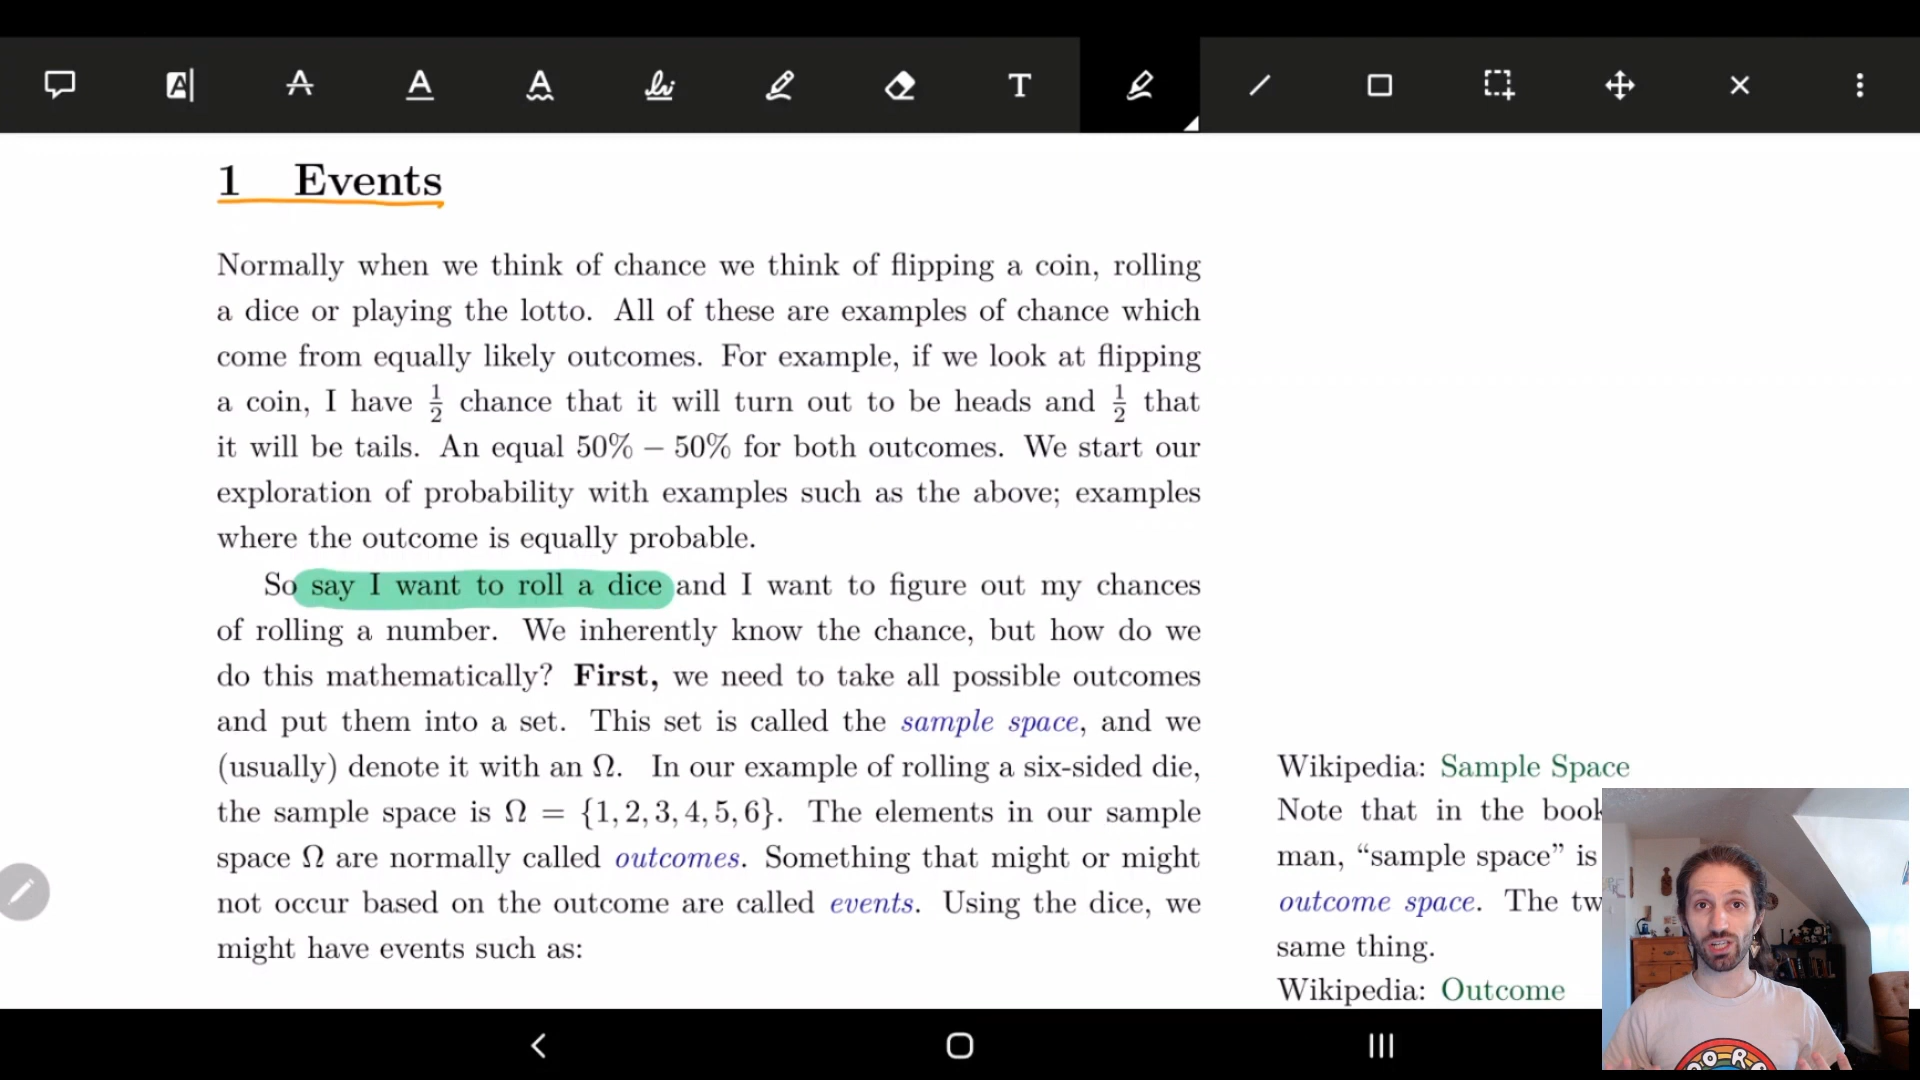 1 Events
Normally when we think of chance we think of flipping a coin, rolling
a dice or playing the lotto. All of these are examples of chance which
come from equally likely outcomes. For example, if we look at flipping
a coin, I have 1/2 chance that it will turn out to be heads and 1/2 that
it will be tails. An equal 50% – 50% for both outcomes. We start our
exploration of probability with examples such as the above; examples
where the outcome is equally probable.
So say I want to roll a dice and I want to figure out my chances
of rolling a number. We inherently know the chance, but how do we
do this mathematically? First, we need to take all possible outcomes
and put them into a set. This set is called the sample space, and we
(usually) denote it with an Ω. In our example of rolling a six-sided die,
the sample space is Ω = {1, 2, 3, 4, 5, 6}. The elements in our sample
space Ω are normally called outcomes. Something that might or might
not occur based on the outcome are called events. Using the dice, we
might have events such as:
Wikipedia: Sample Space
Note that in the book
man, “sample space” is
outcome space. The tw
same thing.
Wikipedia: Outcome